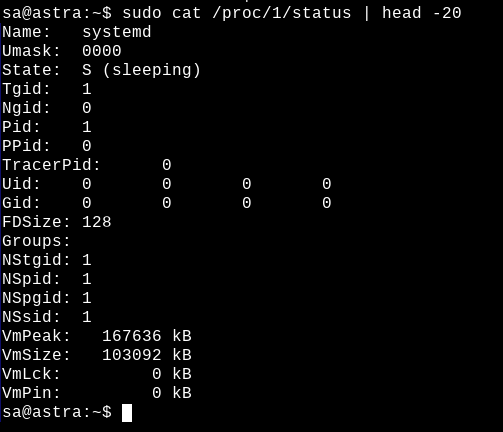 sa@astra:~$ sudo cat /proc/1/status | head -20
Name:   systemd
Umask:  0000
State:  S (sleeping)
Tgid:   1
Ngid:   0
Pid:    1
PPid:   0
TracerPid:      0
Uid:    0       0       0       0
Gid:    0       0       0       0
FDSize: 128
Groups:
NStgid: 1
NSpid:  1
NSpgid: 1
NSsid:  1
VmPeak:   167636 kB
VmSize:   103092 kB
VmLck:         0 kB
VmPin:         0 kB
sa@astra:~$